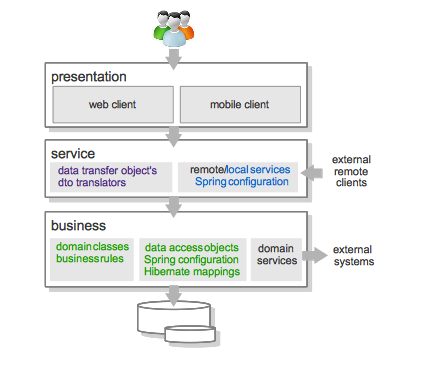 presentation
web client
mobile client
service
data transfer object's
dto translators
remote/local services
Spring configuration
external
remote
clients
business
domain classes
business rules
data access objects
Spring configuration
Hibernate mappings
domain
services
external
systems